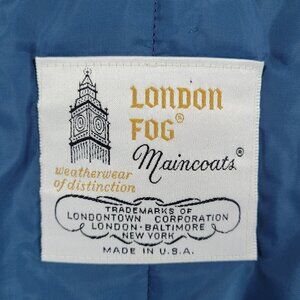 LONDON
FOG®
Maincoats®
weatherwear
of distinction
TRADEMARKS OF
LONDONTOWN CORPORATION
LONDON-BALTIMORE
NEW YORK
MADE IN U.S.A.